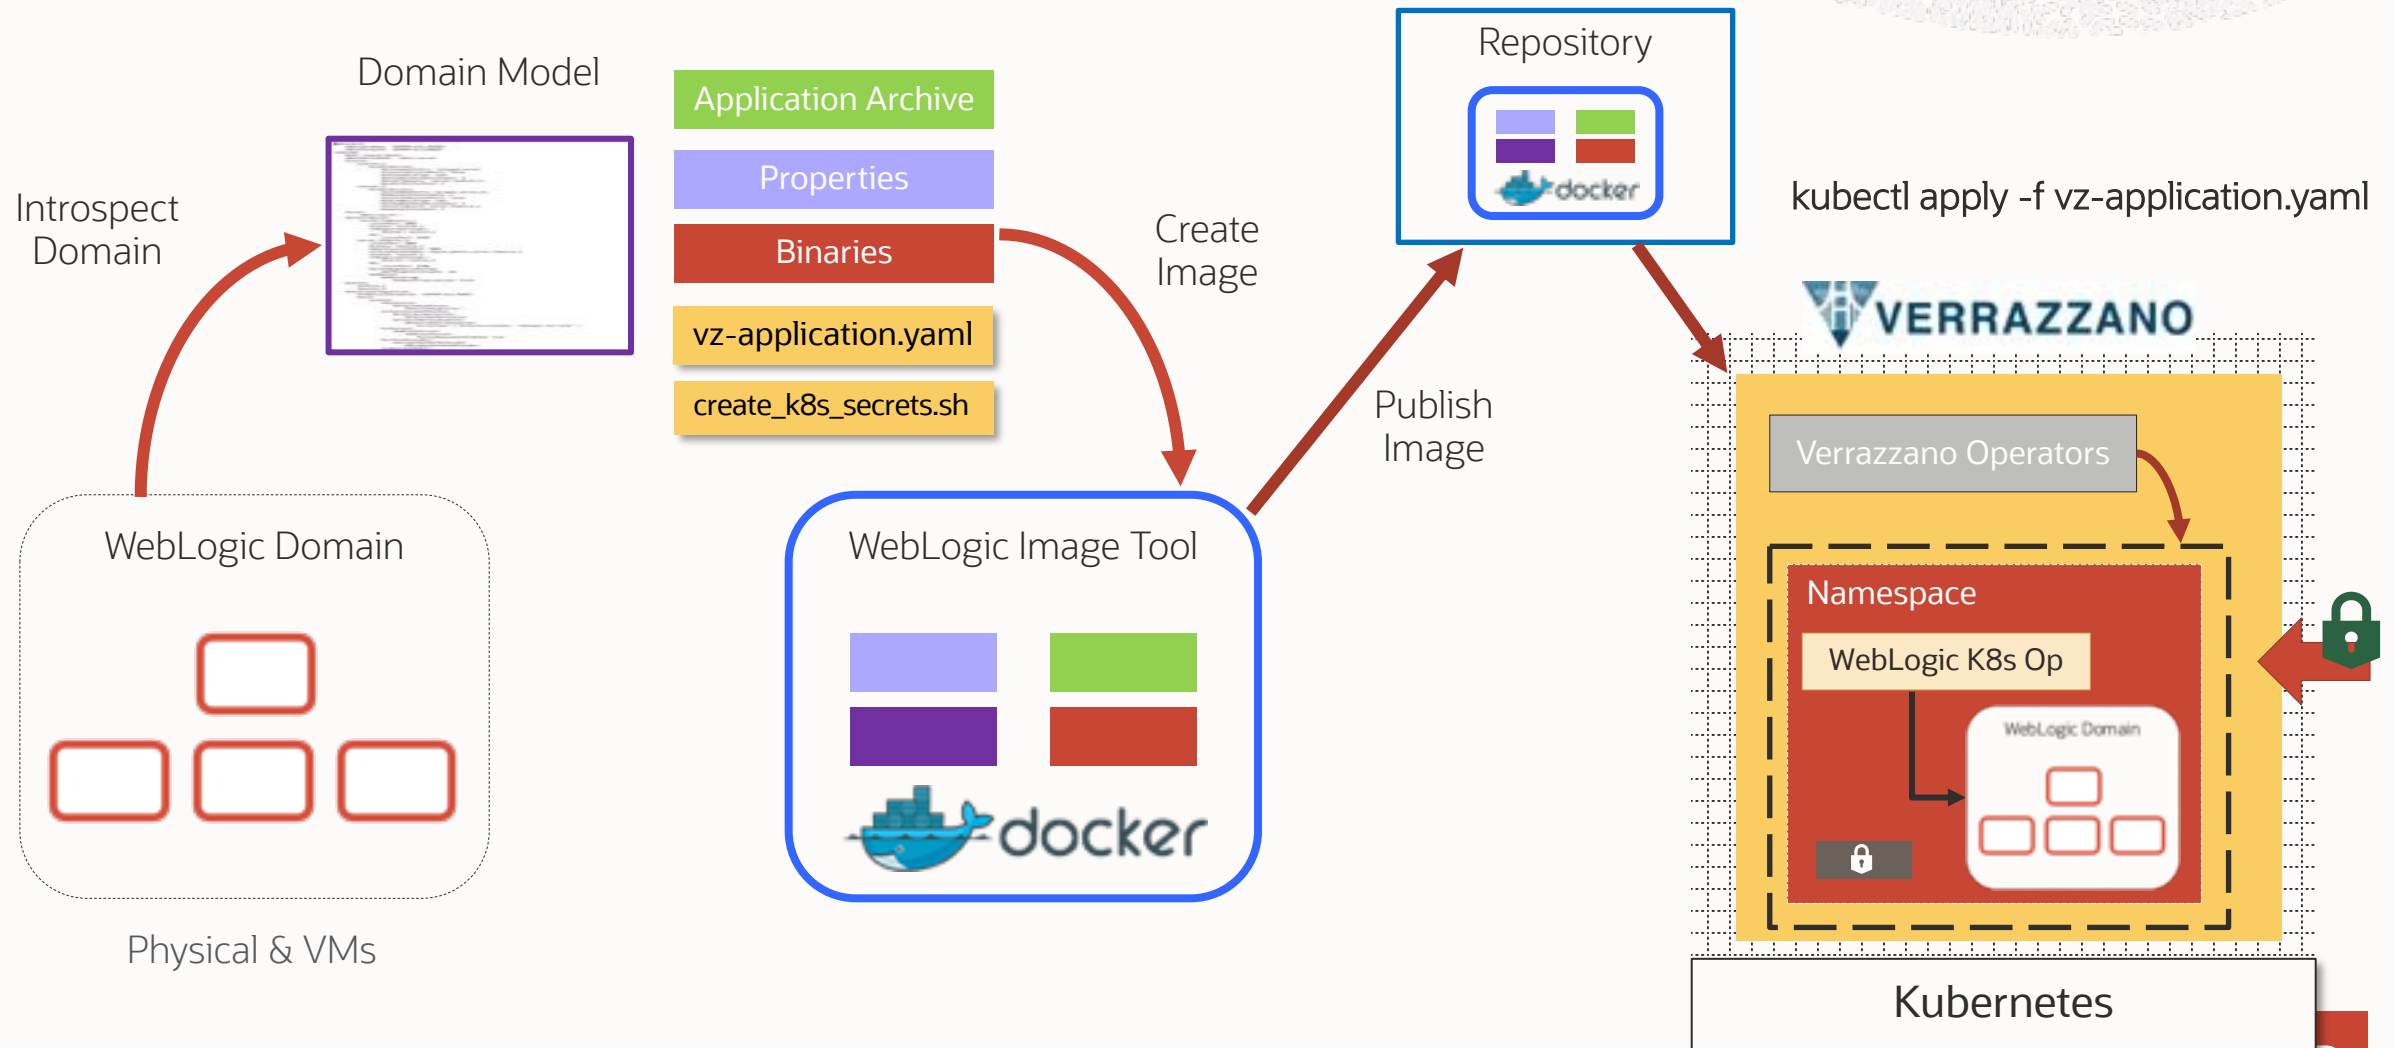 Introspect
Domain
Domain Model
Application Archive
Properties
Binaries
vz-application.yaml
create_k8s_secrets.sh
Create
Image
WebLogic Domain
Physical & VMs
WebLogic Image Tool
docker
Publish
Image
Repository
docker
kubectl apply -f vz-application.yaml
VERRAZZANO
Verrazzano Operators
Namespace
WebLogic K8s Op
WebLogic Domain
Kubernetes